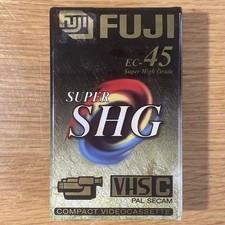 FUJI
FUJI
EC-45
Super High Grade
SUPER
SHG
VHS C
PAL SECAM
COMPACT VIDEOCASSETTE